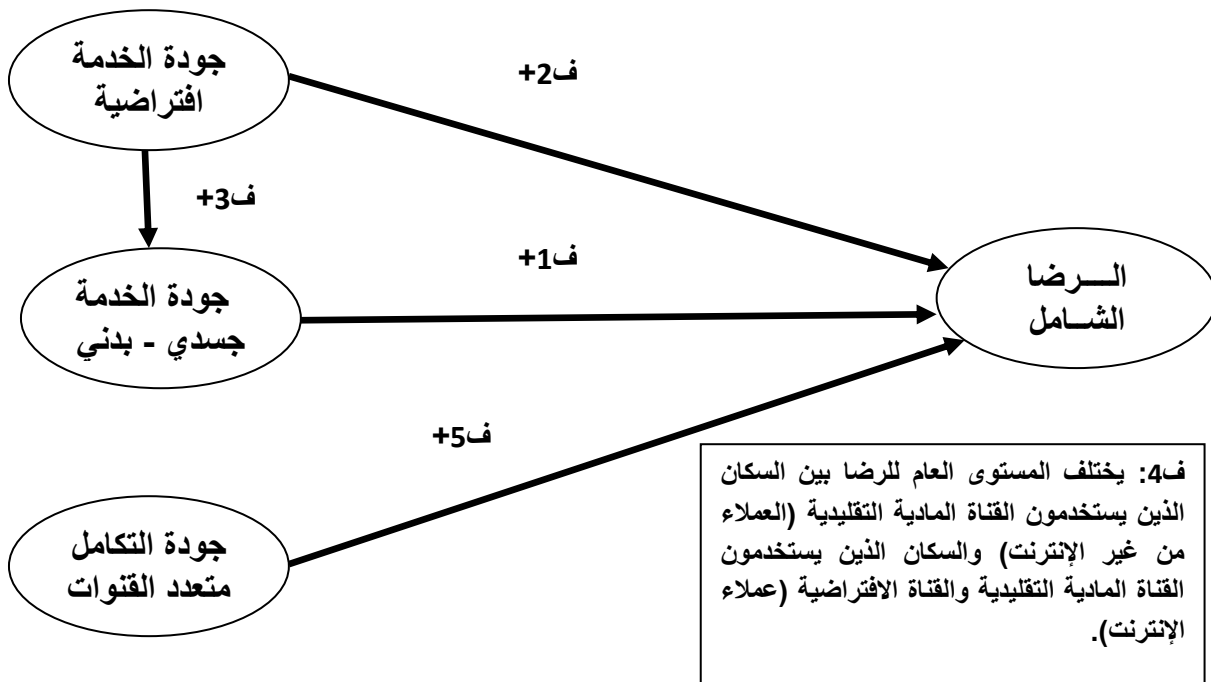 جودة الخدمة
افتراضية
ف2+
ف3+
جودة الخدمة
جسدي - بدني
ف1+
الـــرضا
الشــامل
ف5+
جودة التكامل
متعدد القنوات
ف4: يختلف المستوى العام للرضا بين السكان
الذين يستخدمون القناة المادية التقليدية (العملاء
من غير الإنترنت) والسكان الذين يستخدمون
القناة المادية التقليدية والقناة الافتراضية (عملاء
الإنترنت).